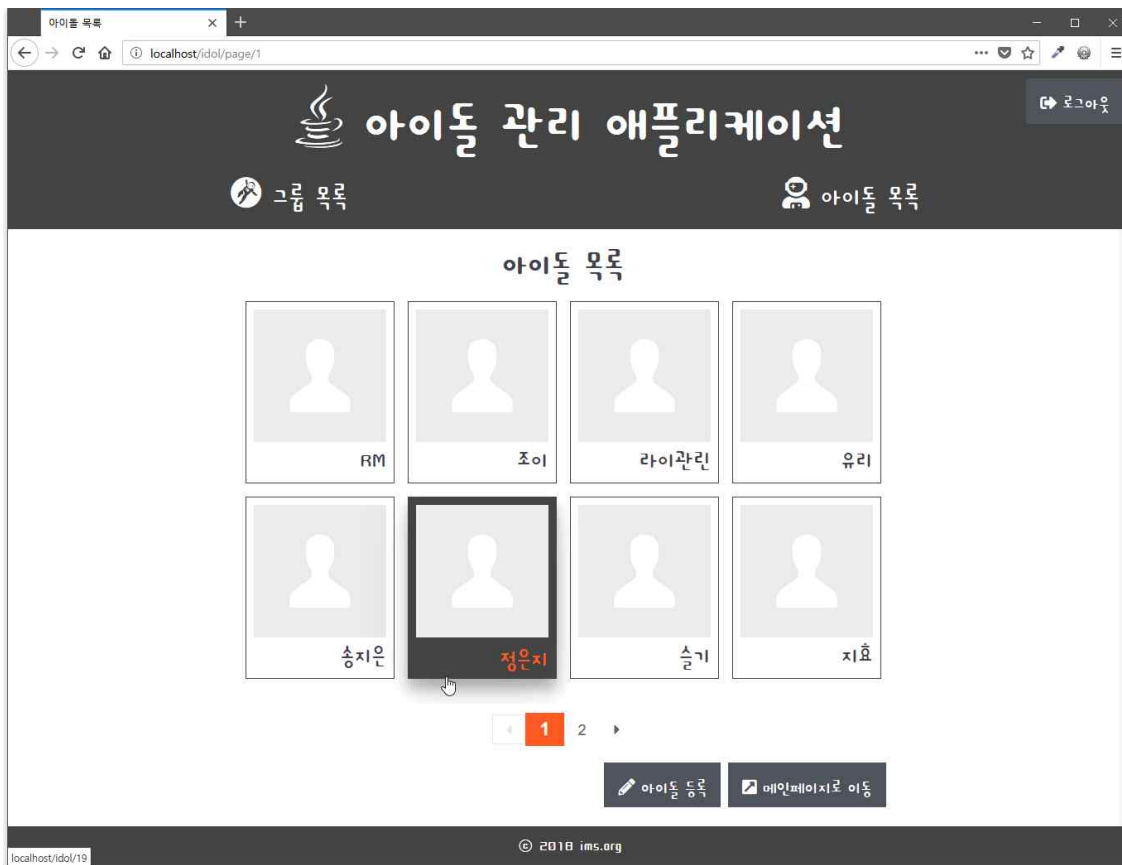 아이돌 목록
localhost/idol/page/1
로그아웃
아이돌 관리 애플리케이션
그룹 목록 아이돌 목록
아이돌 목록
RM 조이 라이관린 유리
송지은 정은지 슬기 지효
1 2
아이돌 등록 메인페이지로 이동
© 2018 ims.org
localhost/idol/19